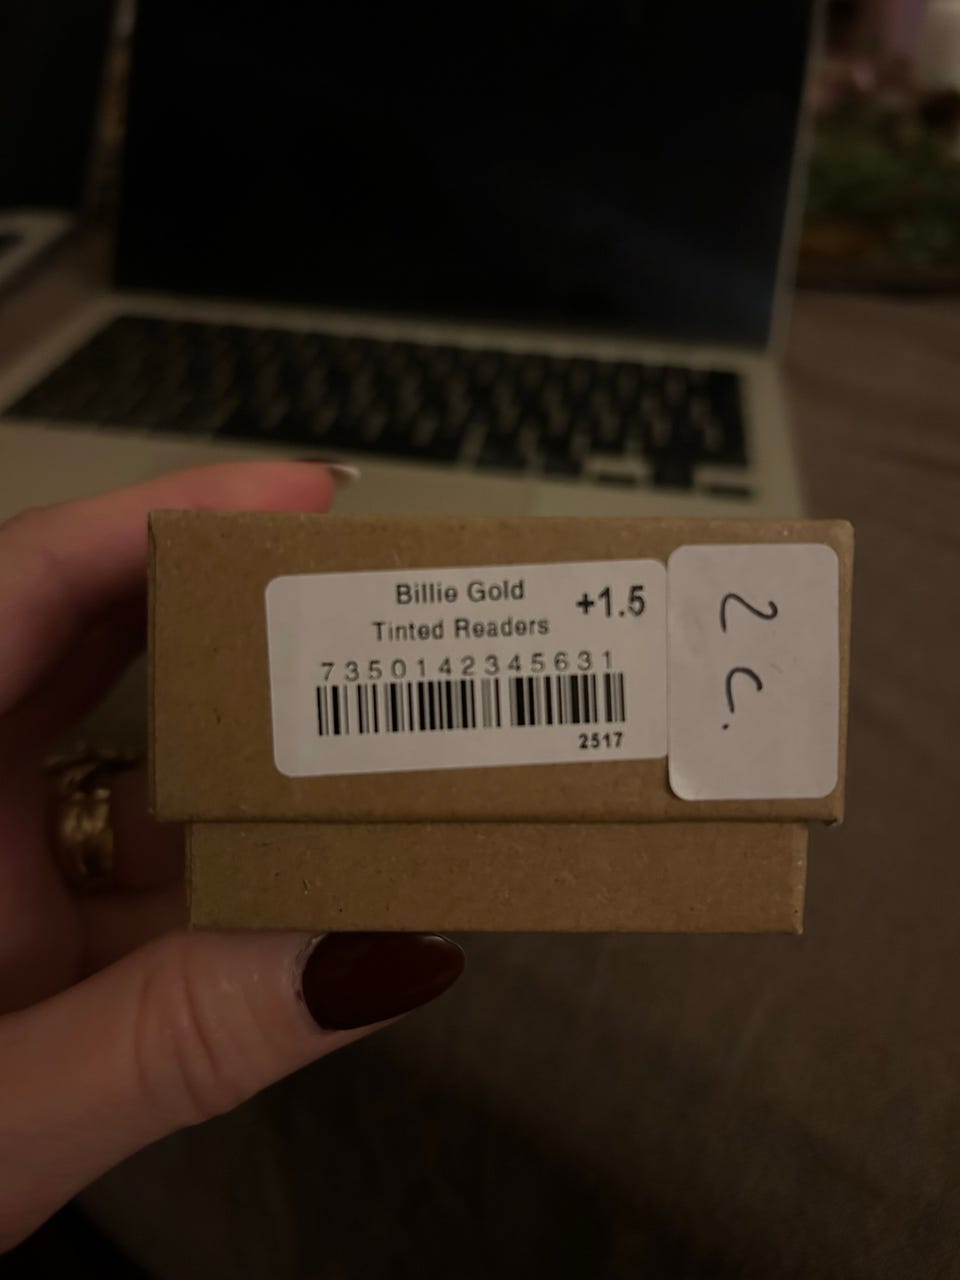 Billie Gold
+1.5
Tinted Readers
7350142345631
2517
2 C.